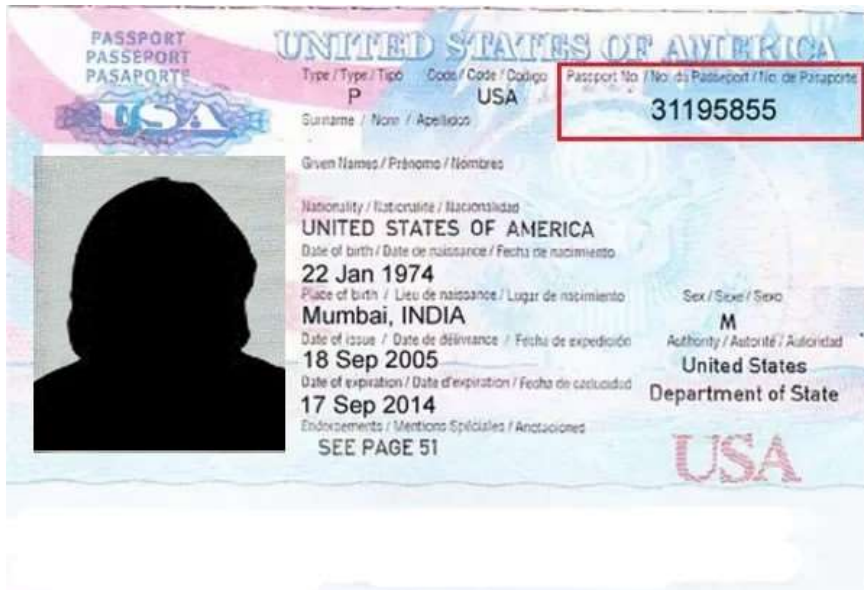 PASSPORT
PASSEPORT
PASAPORTE
USA
UNITED STATES OF AMERICA
Type / Type / Tipo Code / Code / Codigo Passport No. / No. du Passeport / No. de Pasaporte
P USA 31195855
Surname / Nom / Apellidos
Given Names / Prénoms / Nombres
Nationality / Nationalité / Nacionalidad
UNITED STATES OF AMERICA
Date of birth / Date de naissance / Fecha de nacimiento
22 Jan 1974
Place of birth / Lieu de naissance / Lugar de nacimiento Sex / Sexe / Sexo
Mumbai, INDIA M
Date of issue / Date de délivrance / Fecha de expedición Authority / Autorité / Autoridad
18 Sep 2005 United States
Date of expiration / Date d'expiration / Fecha de caducidad Department of State
17 Sep 2014
Endorsements / Mentions Spéciales / Anotaciones
SEE PAGE 51
USA